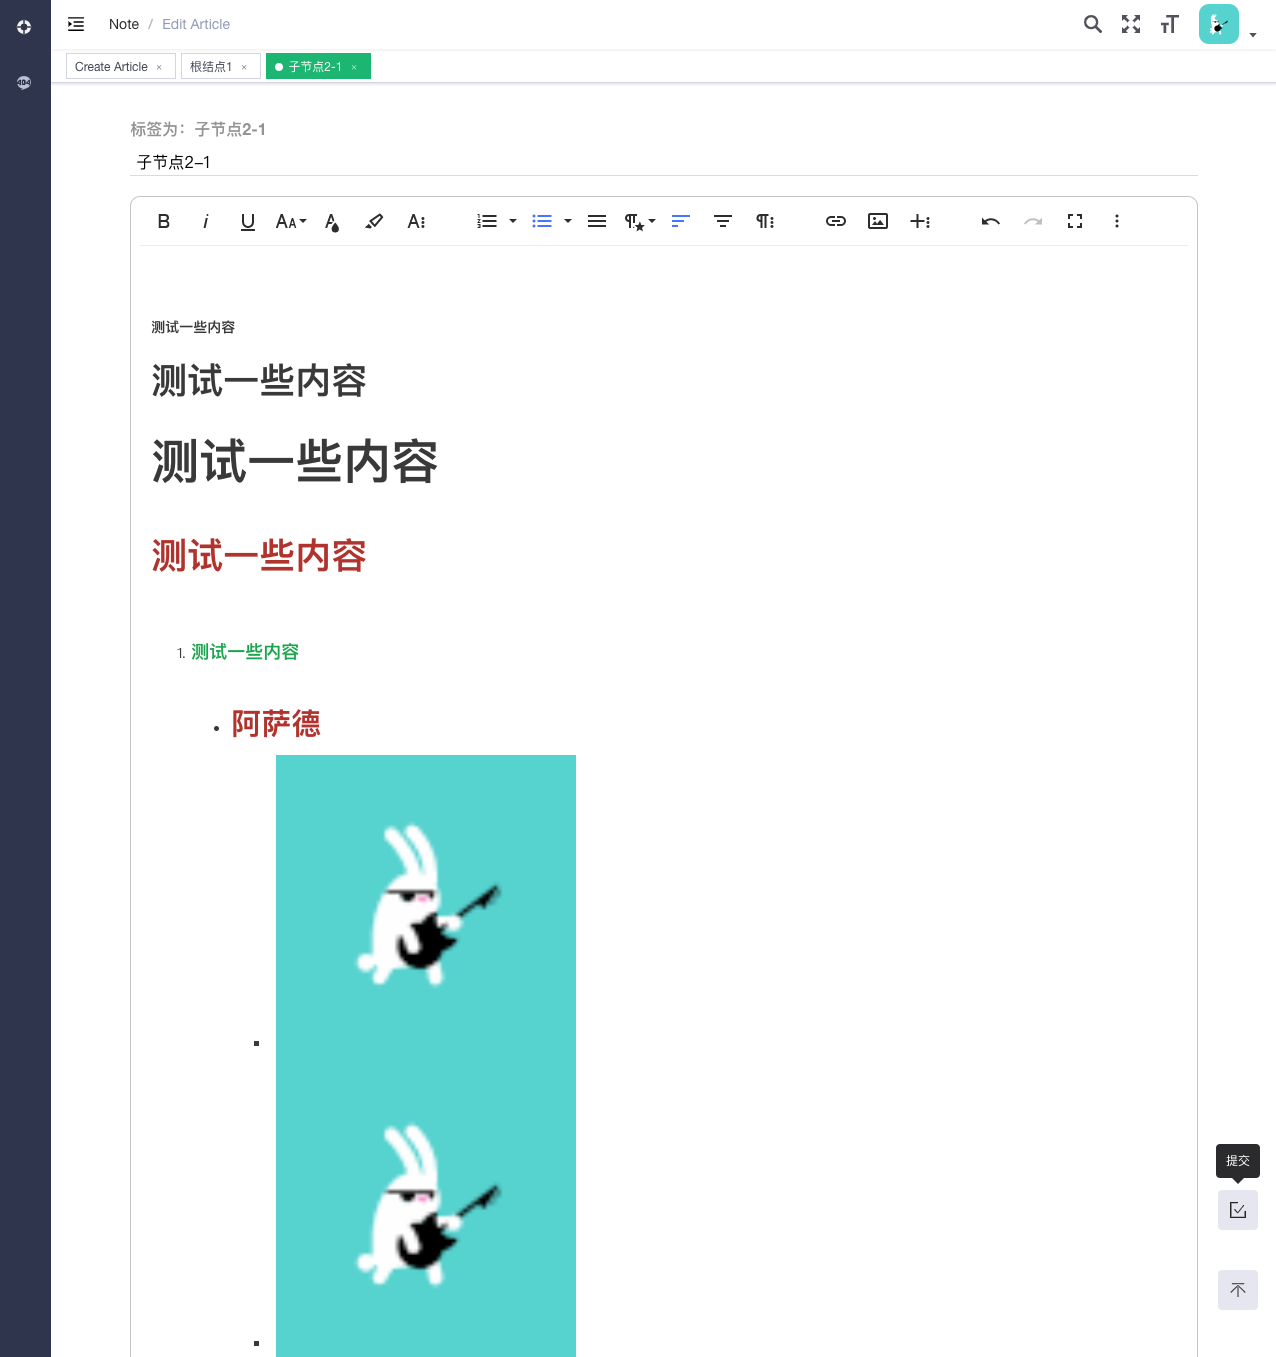 Note / Edit Article
Create Article × 根结点1 × 子节点2-1 ×
标签为：子节点2-1
子节点2-1
测试一些内容
测试一些内容
测试一些内容
测试一些内容
1. 测试一些内容
阿萨德
提交